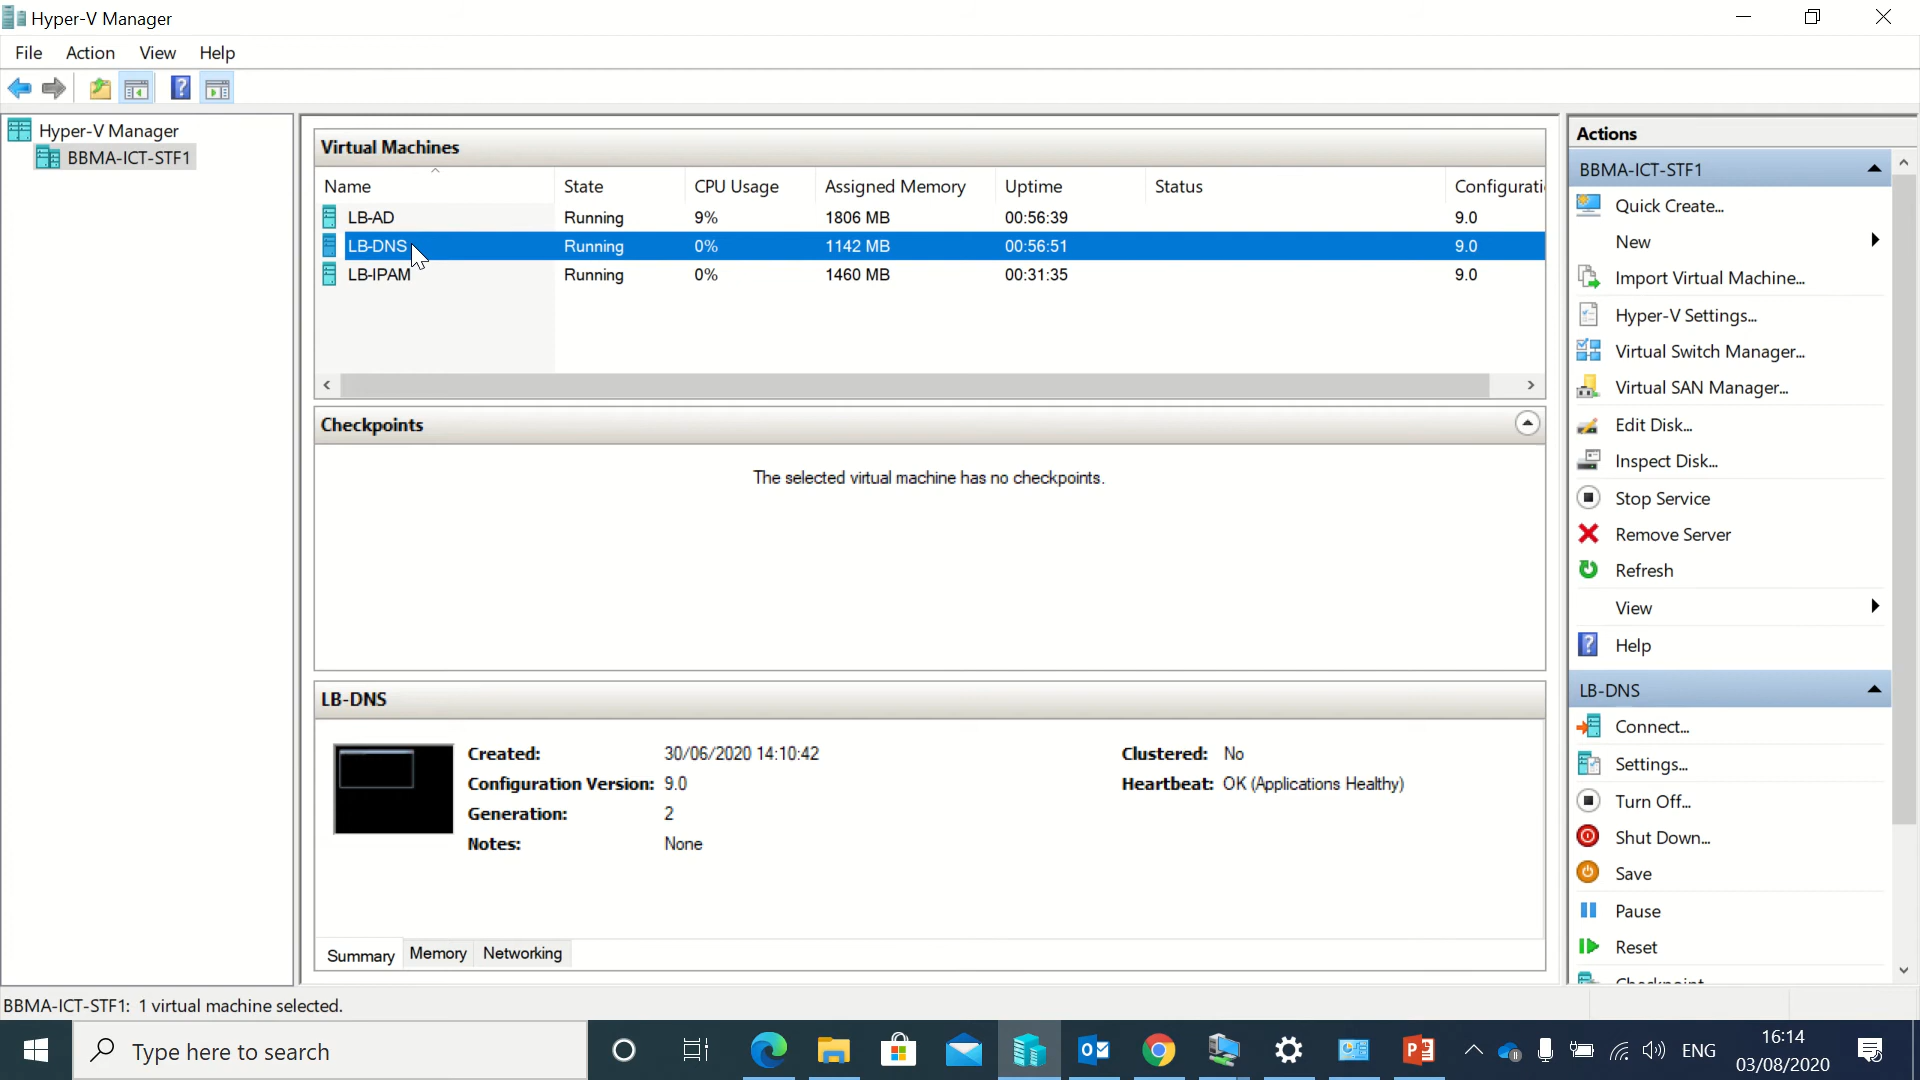 Hyper-V Manager
File Action View Help
Hyper-V Manager
BBMA-ICT-STF1
Virtual Machines
Name State CPU Usage Assigned Memory Uptime Status Configurati
LB-AD Running 9% 1806 MB 00:56:39 9.0
LB-DNS Running 0% 1142 MB 00:56:51 9.0
LB-IPAM Running 0% 1460 MB 00:31:35 9.0
Checkpoints
The selected virtual machine has no checkpoints.
LB-DNS
Created: 30/06/2020 14:10:42 Clustered: No
Configuration Version: 9.0 Heartbeat: OK (Applications Healthy)
Generation: 2
Notes: None
Summary Memory Networking
Actions
BBMA-ICT-STF1
Quick Create...
New
Import Virtual Machine...
Hyper-V Settings...
Virtual Switch Manager...
Virtual SAN Manager...
Edit Disk...
Inspect Disk...
Stop Service
Remove Server
Refresh
View
Help
LB-DNS
Connect...
Settings...
Turn Off...
Shut Down...
Save
Pause
Reset
Checkpoint
BBMA-ICT-STF1: 1 virtual machine selected.
Type here to search
ENG
16:14
03/08/2020